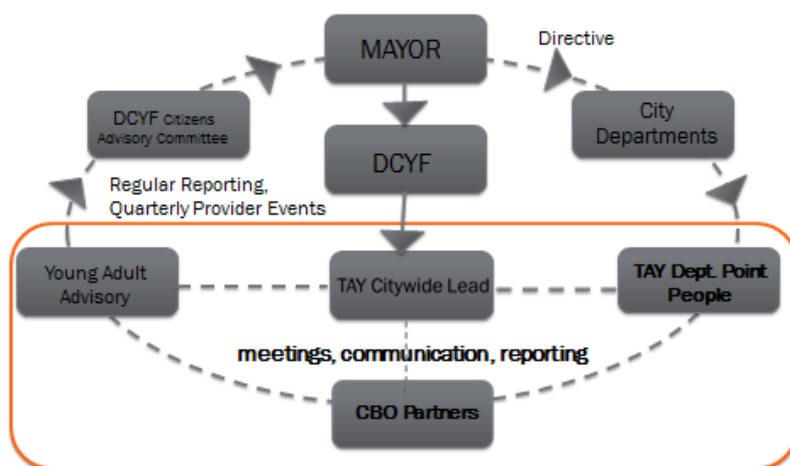 MAYOR
Directive
DCYF Citizens
Advisory Committee
City
Departments
DCYF
Regular Reporting,
Quarterly Provider Events
Young Adult
Advisory
TAY Citywide Lead
TAY Dept. Point
People
meetings, communication, reporting
CBO Partners